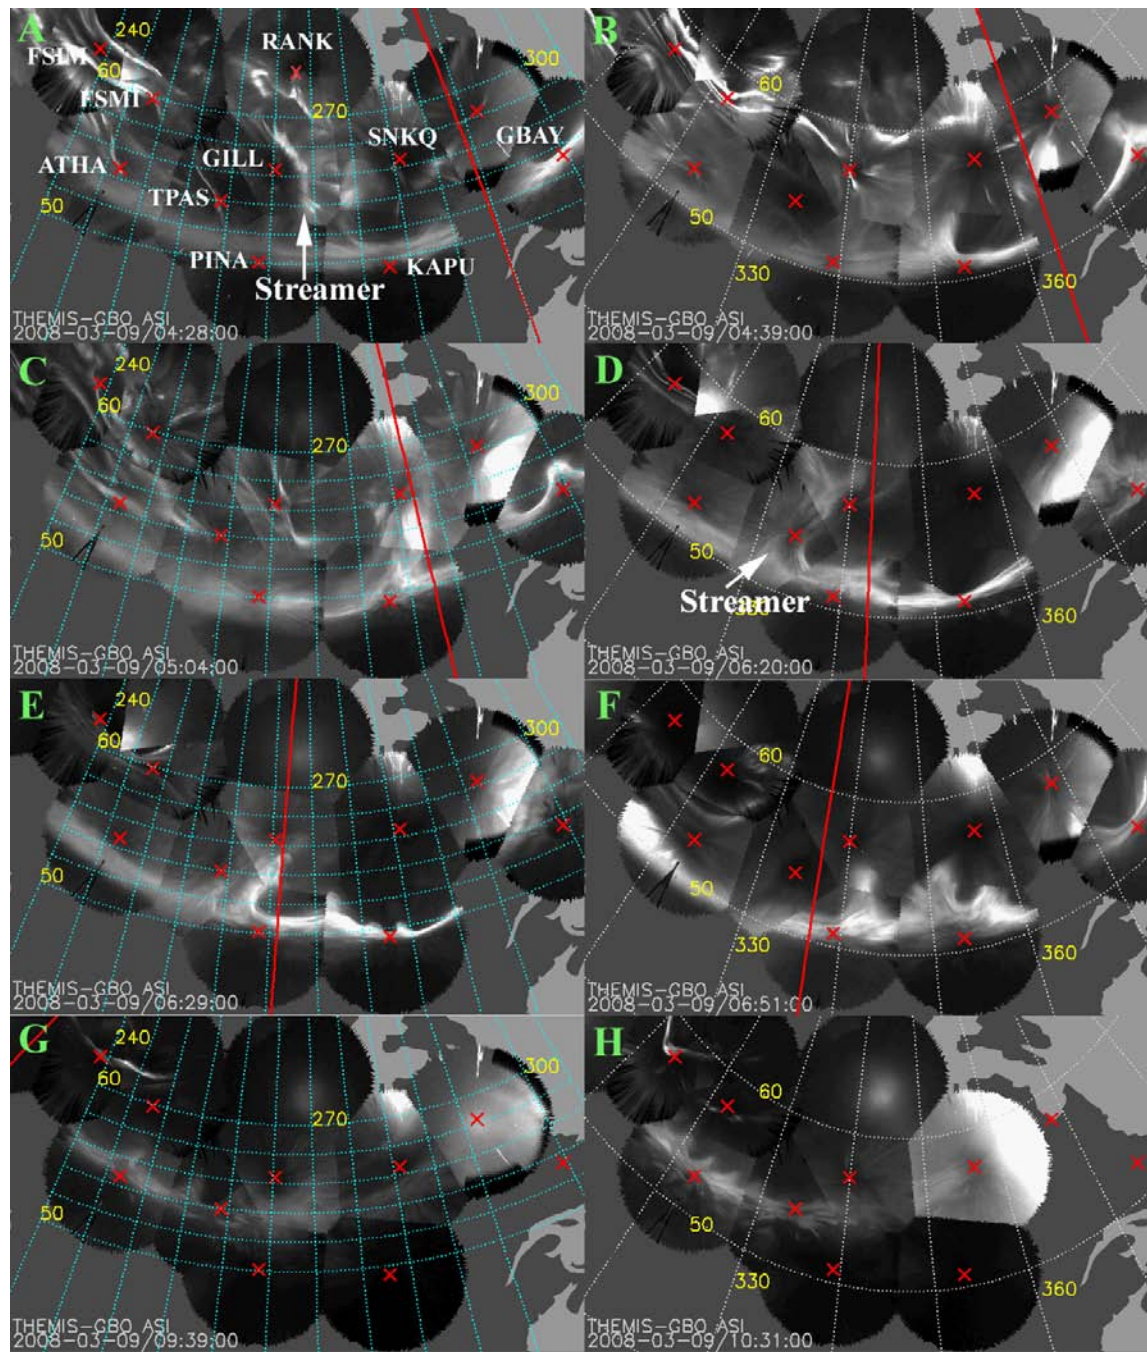 A
240
FSIM
60
FSMI
RANK
270
300
SNKQ
GBAY
ATHA
GILL
TPAS
50
PINA
KAPU
Streamer
THEMIS-GBO ASI
2008-03-09/04:28:00
B
60
50
330
360
THEMIS-GBO ASI
2008-03-09/04:39:00
C
240
60
270
300
50
THEMIS-GBO ASI
2008-03-09/05:04:00
D
60
50
330
Streamer
360
THEMIS-GBO ASI
2008-03-09/06:20:00
E
240
60
270
300
50
THEMIS-GBO ASI
2008-03-09/06:29:00
F
60
50
330
360
THEMIS-GBO ASI
2008-03-09/06:51:00
G
240
60
270
300
50
THEMIS-GBO ASI
2008-03-09/09:39:00
H
60
50
330
360
THEMIS-GBO ASI
2008-03-09/10:31:00